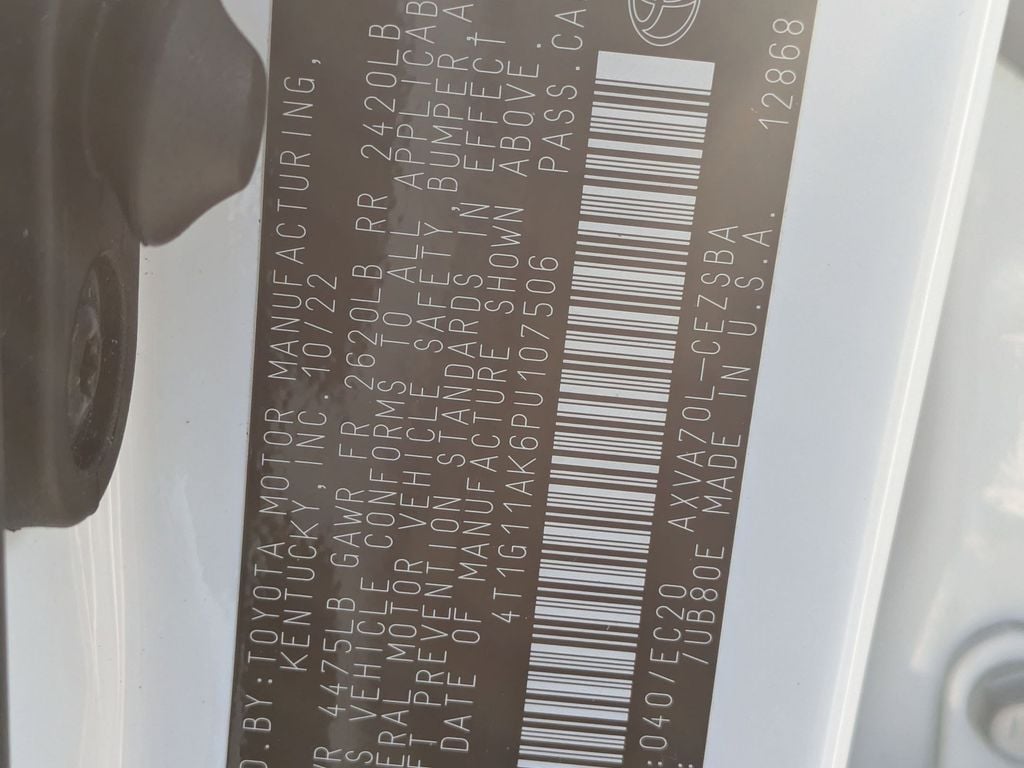 D.BY:TOYOTA MOTOR MANUFACTURING,
KENTUCKY, INC. 10/22
WR 4475LB GAWR FR 2620LB RR 2420LB
S VEHICLE CONFORMS TO ALL APPLICAB
ERAL MOTOR VEHICLE SAFETY, BUMPER, A
FT PREVENTION STANDARDS IN EFFECT
DATE OF MANUFACTURE SHOWN ABOVE.
4T1G11AK6PU107506 PASS.CA
:040/EC20 AXVA70L-CEZSBA
: 7UB80E MADE IN U.S.A. 12868